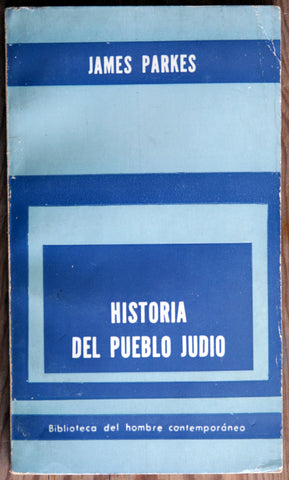 JAMES PARKES
HISTORIA
DEL PUEBLO JUDIO
Biblioteca del hombre contemporáneo